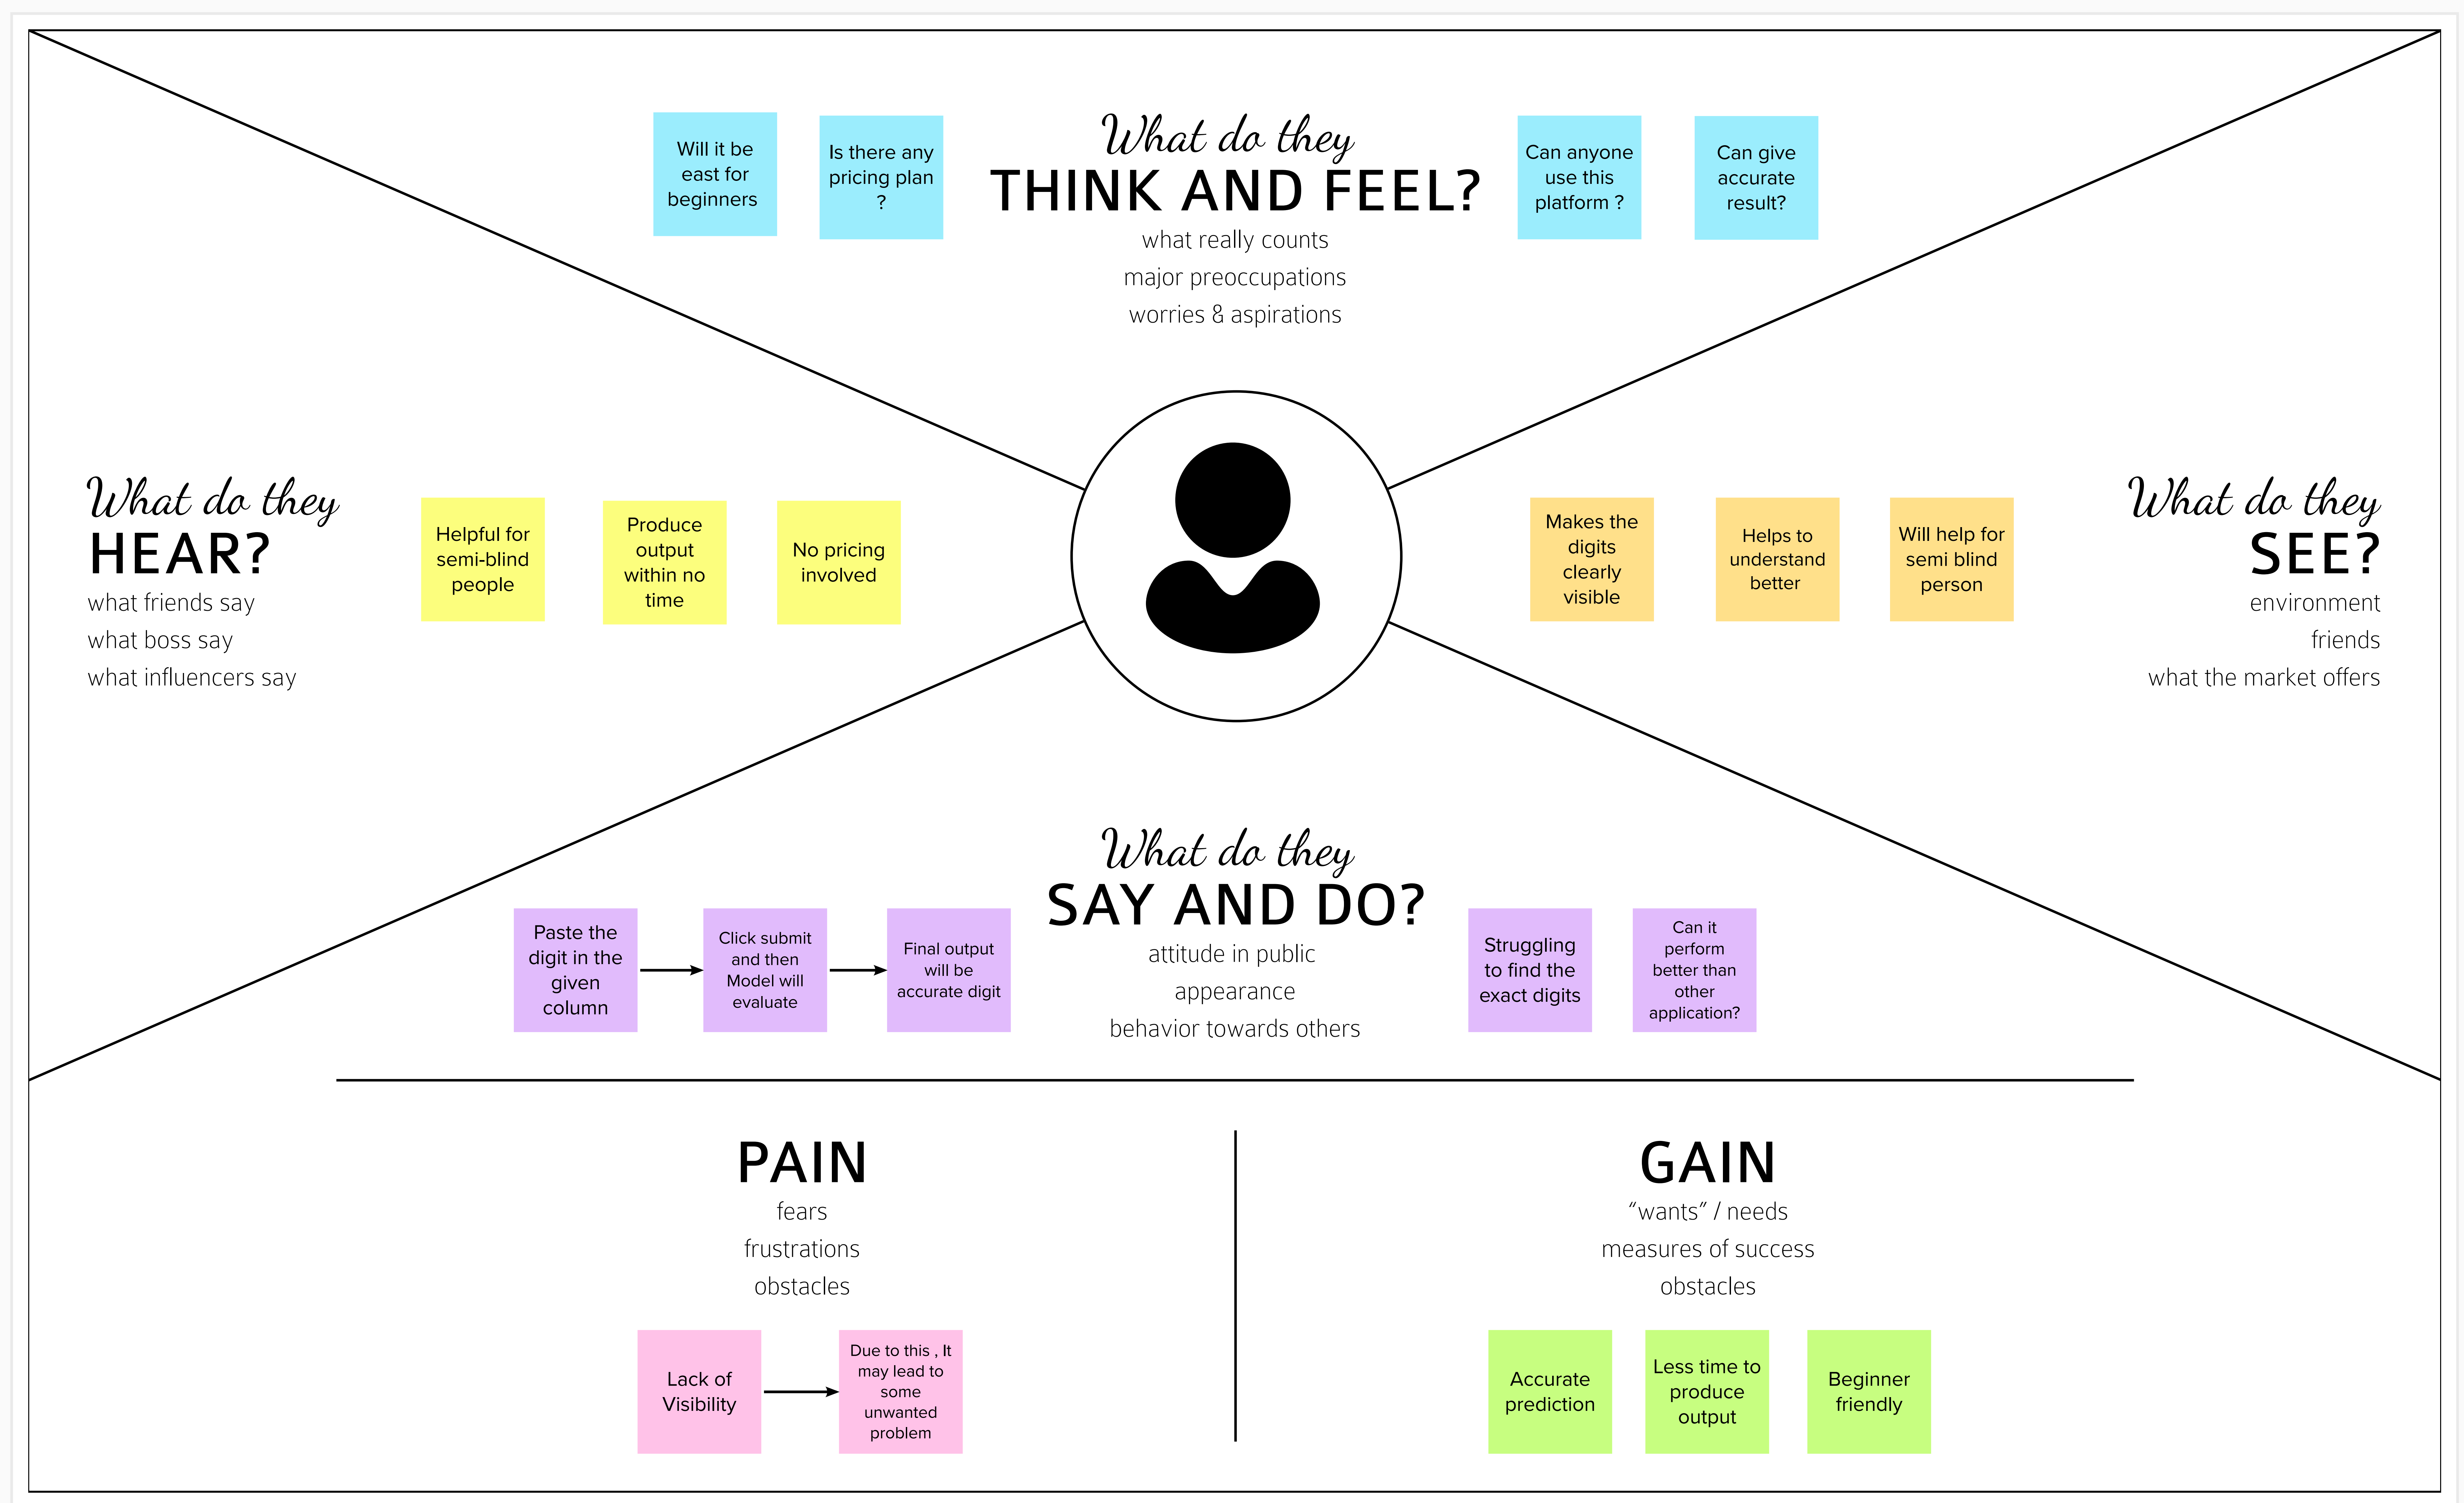 Will it be
east for
beginners
Is there any
pricing plan
?
What do they
THINK AND FEEL?
what really counts
major preoccupations
worries & aspirations
Can anyone
use this
platform ?
Can give
accurate
result?
What do they
HEAR?
what friends say
what boss say
what influencers say
Helpful for
semi-blind
people
Produce
output
within no
time
No pricing
involved
Makes the
digits
clearly
visible
Helps to
understand
better
Will help for
semi blind
person
What do they
SEE?
environment
friends
what the market offers
What do they
SAY AND DO?
attitude in public
appearance
behavior towards others
Paste the
digit in the
given
column
Click submit
and then
Model will
evaluate
Final output
will be
accurate digit
Struggling
to find the
exact digits
Can it
perform
better than
other
application?
PAIN
fears
frustrations
obstacles
Lack of
Visibility
Due to this , It
may lead to
some
unwanted
problem
GAIN
“wants” / needs
measures of success
obstacles
Accurate
prediction
Less time to
produce
output
Beginner
friendly